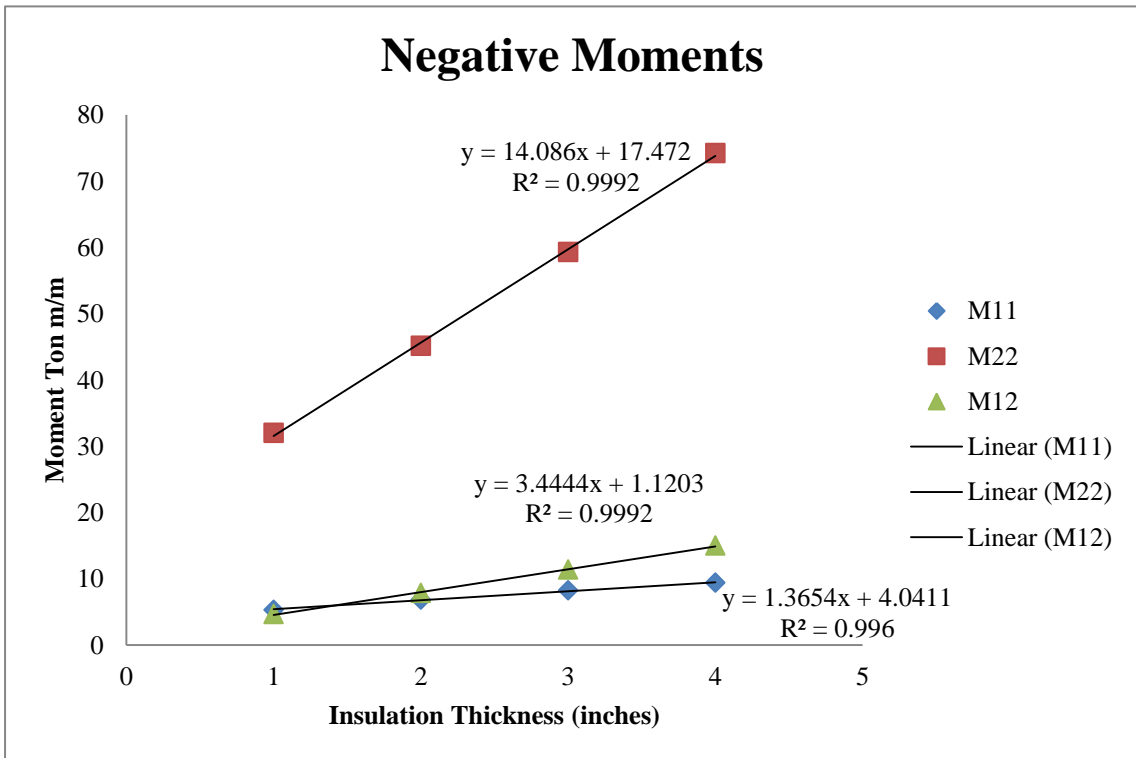 Negative Moments
80
70
60
50
40
30
20
10
0
Moment Ton m/m
y = 14.086x + 17.472
R² = 0.9992
y = 3.4444x + 1.1203
R² = 0.9992
y = 1.3654x + 4.0411
R² = 0.996
0 1 2 3 4 5
Insulation Thickness (inches)
M11
M22
M12
Linear (M11)
Linear (M22)
Linear (M12)